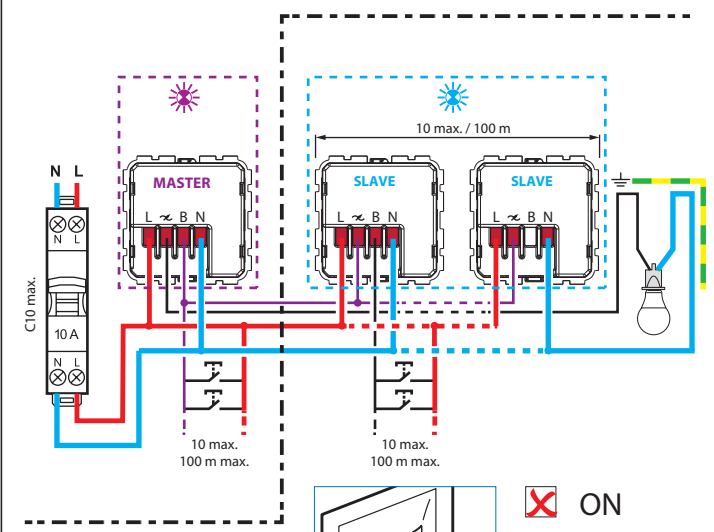 10 max. / 100 m
N L
MASTER
SLAVE
SLAVE
L B N
L B N
L B N
N L
C10 max.
10 A
N L
10 max.
100 m max.
10 max.
100 m max.
ON